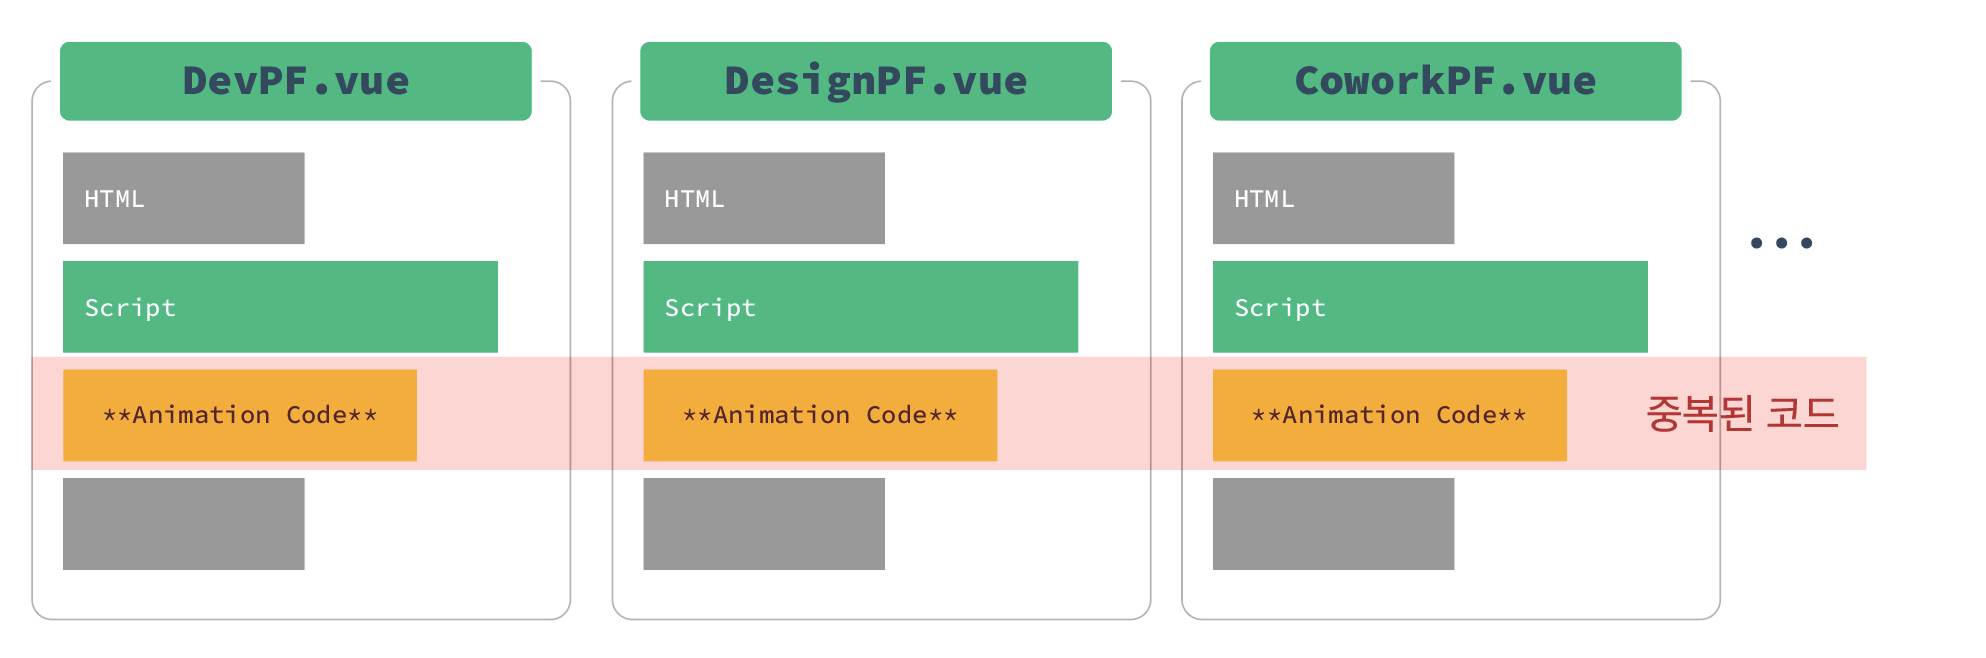 DevPF.vue
HTML
Script
**Animation Code**
DesignPF.vue
HTML
Script
**Animation Code**
CoworkPF.vue
HTML
Script
**Animation Code**
...
중복된 코드